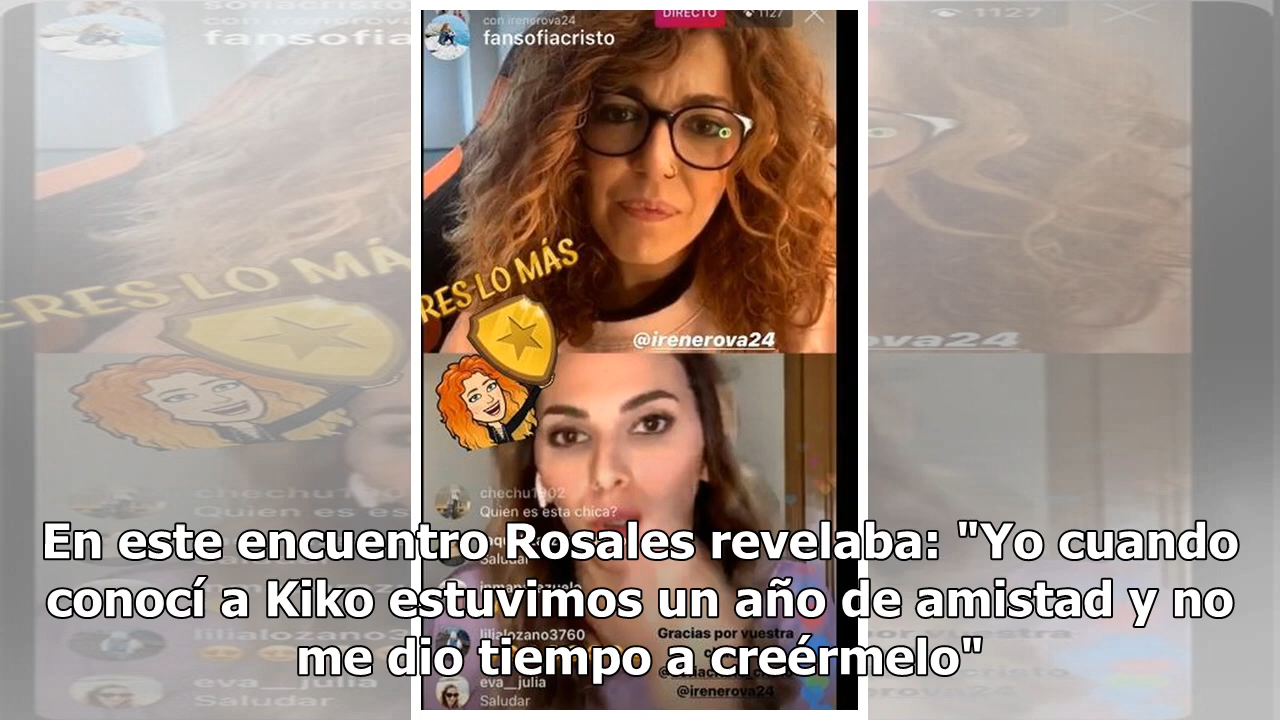 con irenerova24
fansofiacristo
DIRECTO
1127
RES LO MÁS
@irenerova24
chechu1902
Quien es esta chica?
Saludar
En este encuentro Rosales revelaba: "Yo cuando
conocí a Kiko estuvimos un año de amistad y no
me dio tiempo a creérmelo"
lilialozano3760
Gracias por vuestra
@irenerova24
eva__julia
Saludar